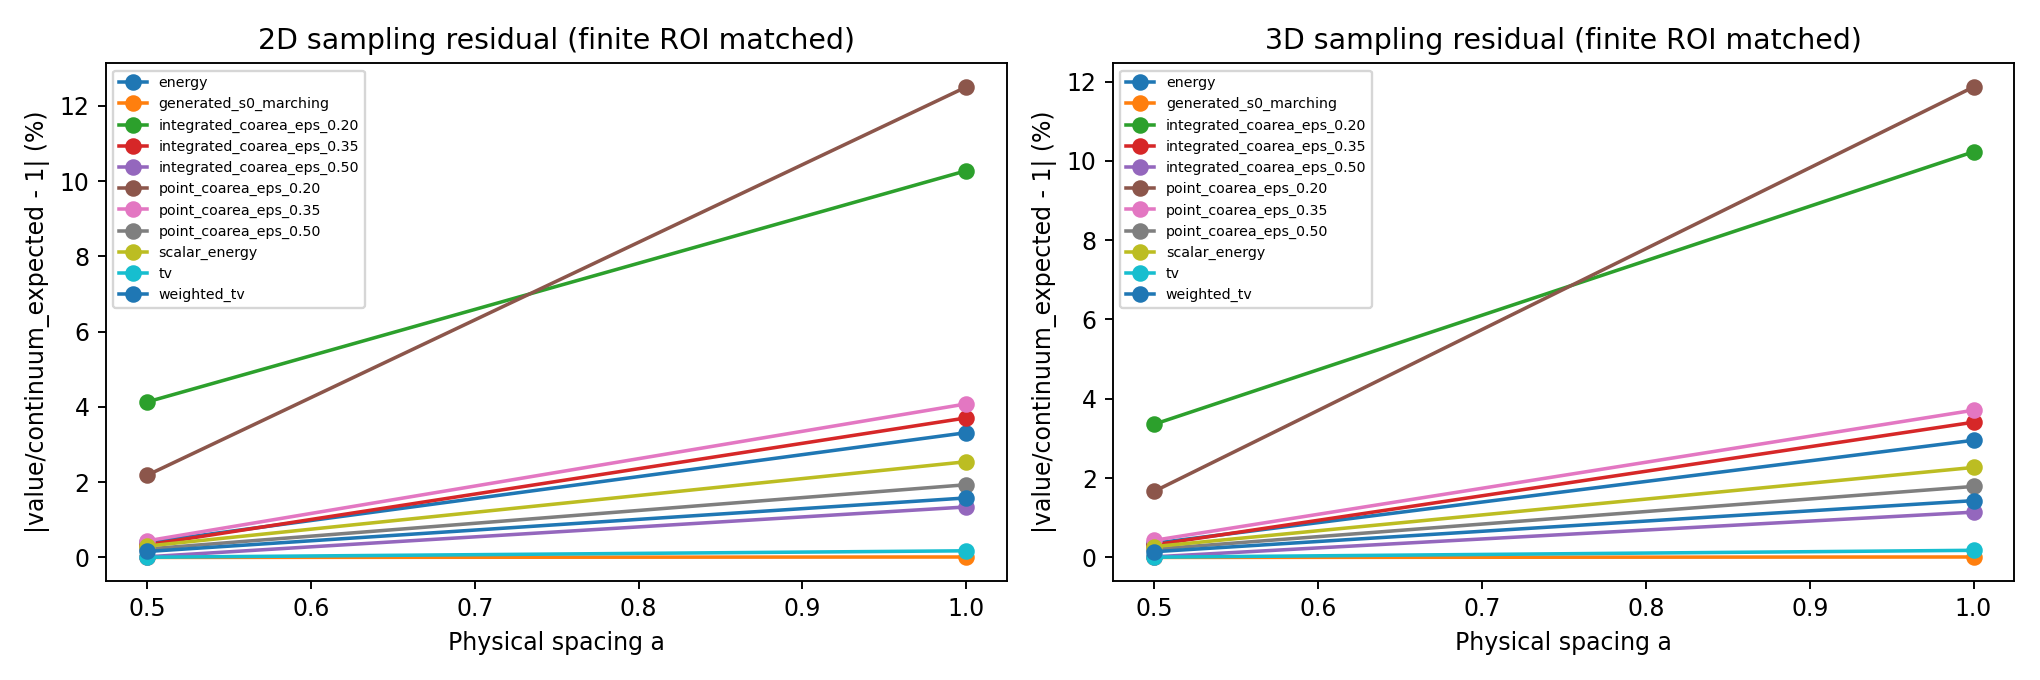 2D sampling residual (finite ROI matched)
|value/continuum_expected - 1| (%)
12
10
8
6
4
2
0
energy
generated_s0_marching
integrated_coarea_eps_0.20
integrated_coarea_eps_0.35
integrated_coarea_eps_0.50
point_coarea_eps_0.20
point_coarea_eps_0.35
point_coarea_eps_0.50
scalar_energy
tv
weighted_tv
0.5 0.6 0.7 0.8 0.9 1.0
Physical spacing a
3D sampling residual (finite ROI matched)
|value/continuum_expected - 1| (%)
12
10
8
6
4
2
0
energy
generated_s0_marching
integrated_coarea_eps_0.20
integrated_coarea_eps_0.35
integrated_coarea_eps_0.50
point_coarea_eps_0.20
point_coarea_eps_0.35
point_coarea_eps_0.50
scalar_energy
tv
weighted_tv
0.5 0.6 0.7 0.8 0.9 1.0
Physical spacing a